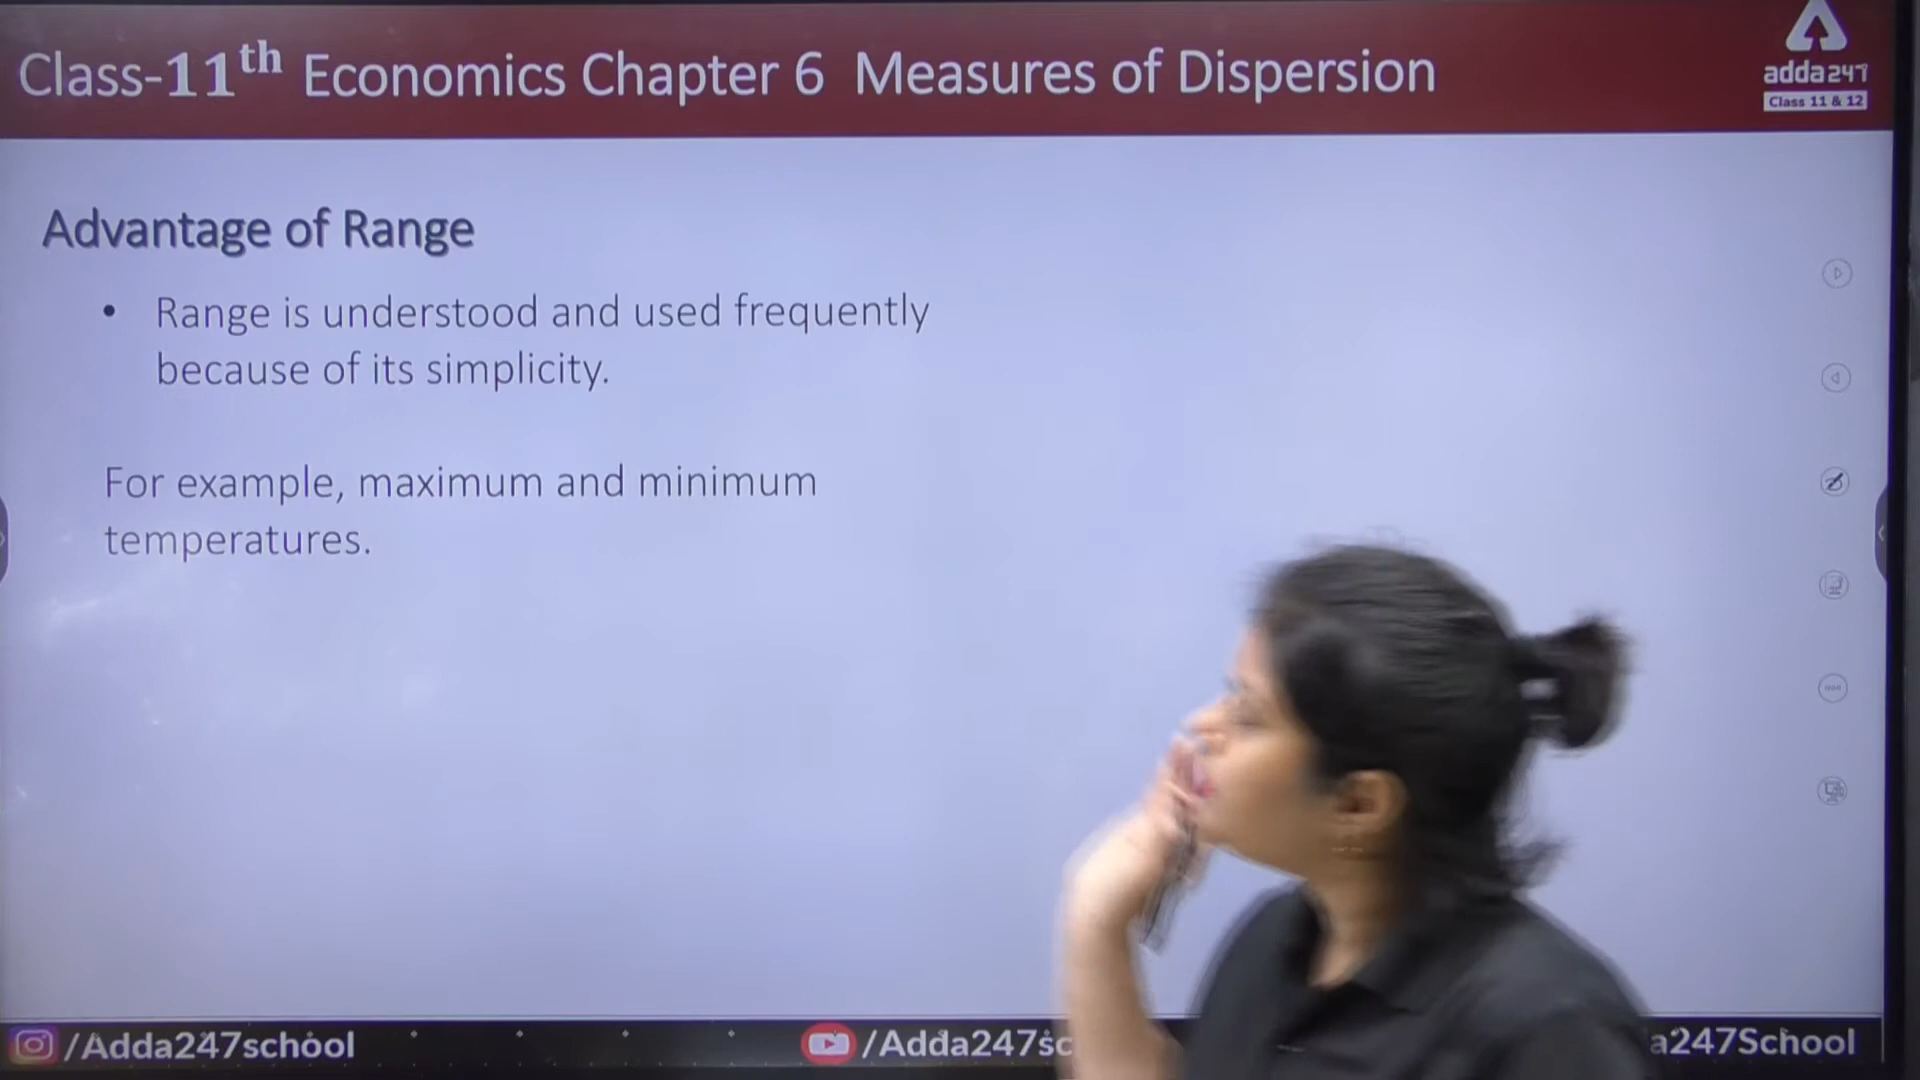 Class-11th Economics Chapter 6 Measures of Dispersion
adda247
Class 11 & 12
Advantage of Range
• Range is understood and used frequently
because of its simplicity.
For example, maximum and minimum
temperatures.
/Adda247school
/Adda247sc
a247School